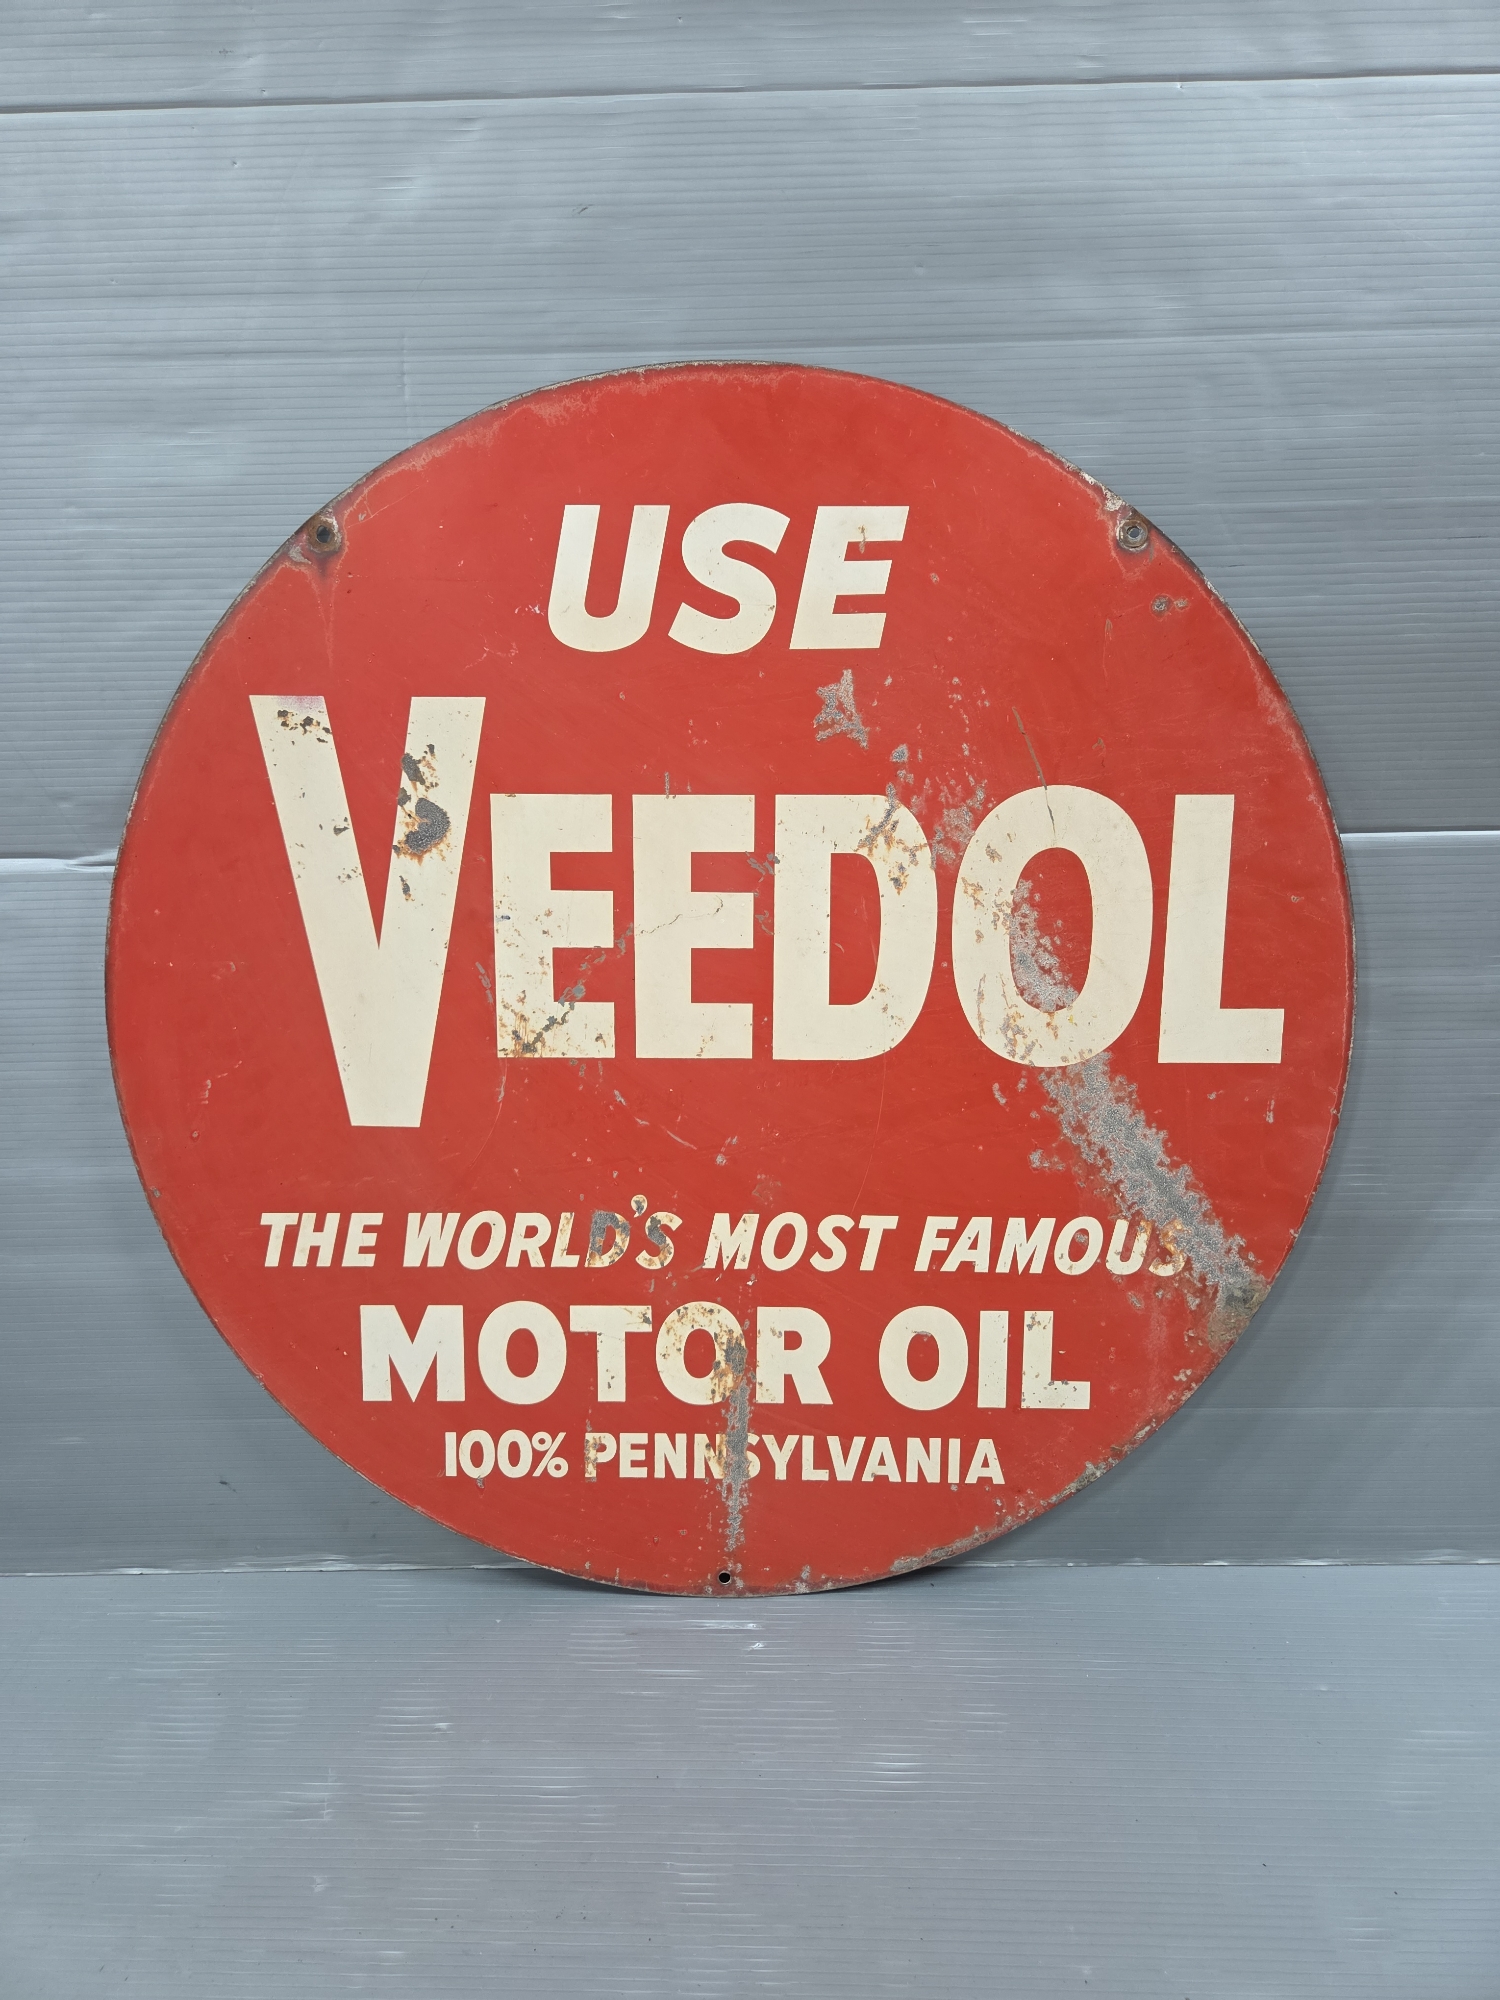 USE
VEEDOL
THE WORLD'S MOST FAMOUS
MOTOR OIL
100% PENNSYLVANIA